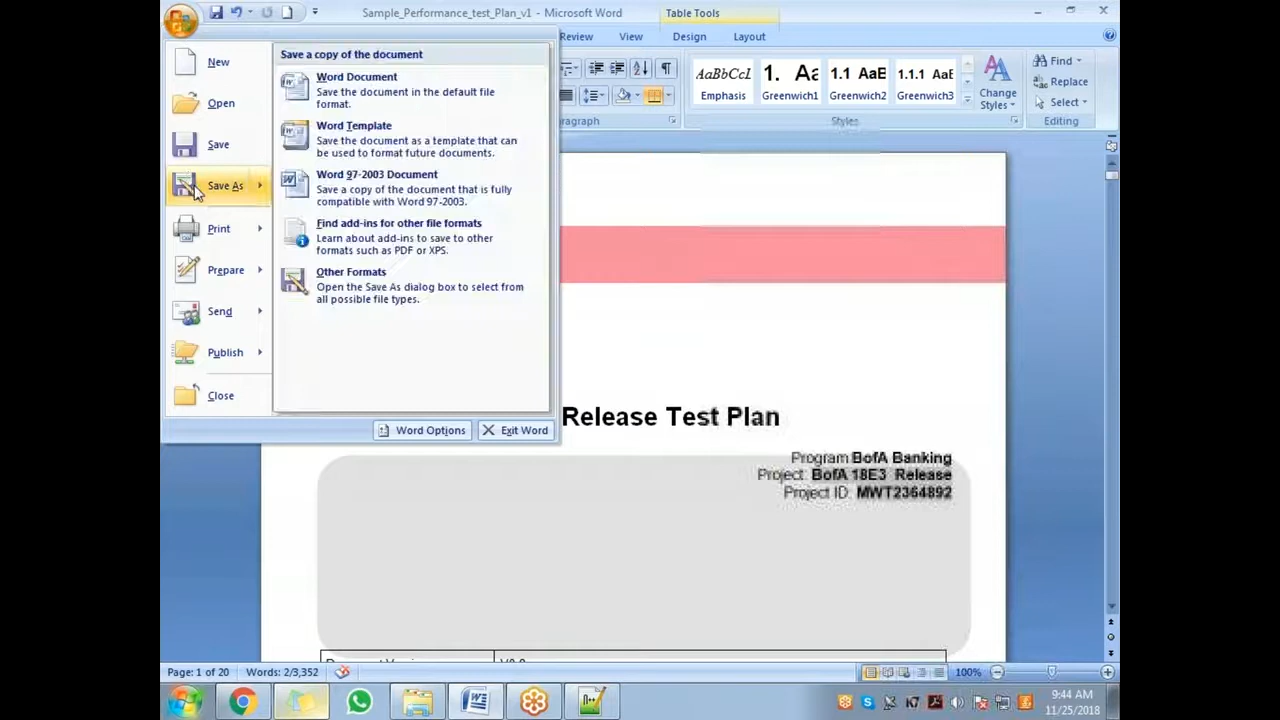 Sample_Performance_test_Plan_v1 - Microsoft Word
Table Tools
Review
View
Design
Layout
New
Open
Save
Save As
Print
Prepare
Send
Publish
Close
Save a copy of the document
Word Document
Save the document in the default file
format.
Word Template
Save the document as a template that can
be used to format future documents.
Word 97-2003 Document
Save a copy of the document that is fully
compatible with Word 97-2003.
Find add-ins for other file formats
Learn about add-ins to save to other
formats such as PDF or XPS.
Other Formats
Open the Save As dialog box to select from
all possible file types.
Word Options
Exit Word
AaBbCcI
Emphasis
1. Aa
Greenwich1
1.1 AaB
Greenwich2
1.1.1 AaB
Greenwich3
Change
Styles
Find
Replace
Select
aragraph
Styles
Editing
Release Test Plan
Program BofA Banking
Project: BofA 18E3 Release
Project ID: MWT2364892
Page: 1 of 20
Words: 2/3,352
100%
9:44 AM
11/25/2018